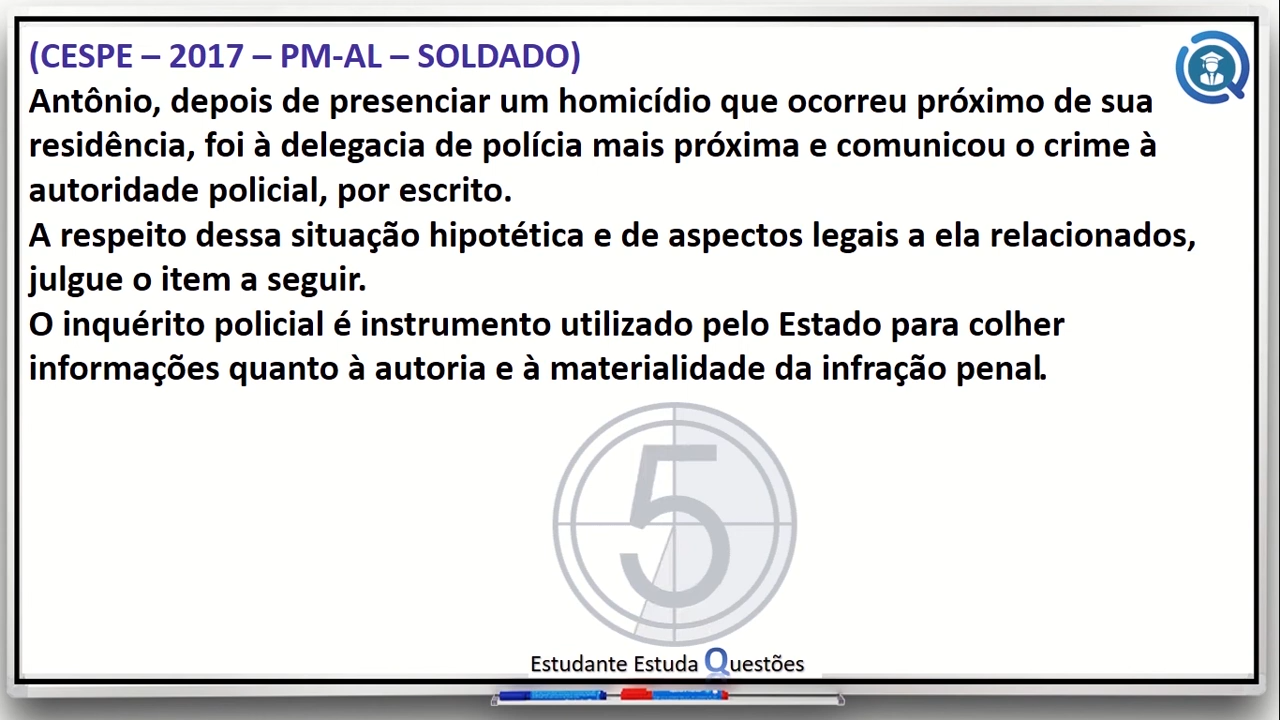 (CESPE – 2017 – PM-AL – SOLDADO)
Antônio, depois de presenciar um homicídio que ocorreu próximo de sua
residência, foi à delegacia de polícia mais próxima e comunicou o crime à
autoridade policial, por escrito.
A respeito dessa situação hipotética e de aspectos legais a ela relacionados,
julgue o item a seguir.
O inquérito policial é instrumento utilizado pelo Estado para colher
informações quanto à autoria e à materialidade da infração penal.
5
Estudante Estuda Questões